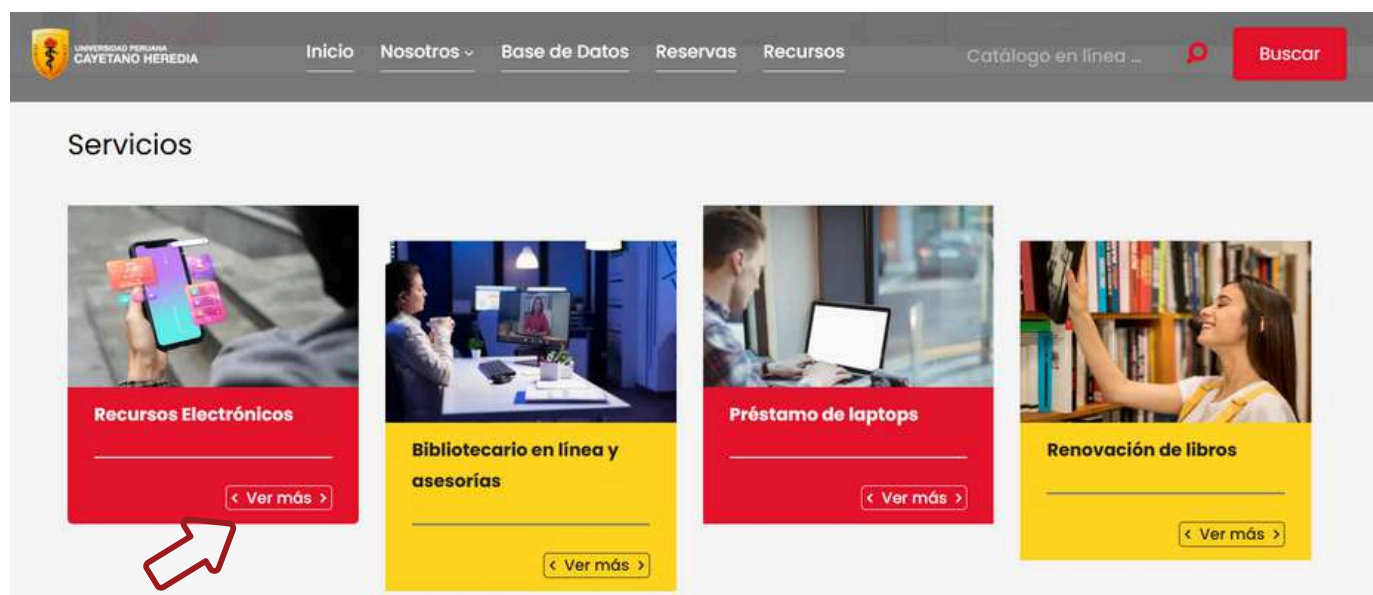 UNIVERSIDAD PERUANA
CAYETANO HEREDIA
Inicio
Nosotros
Base de Datos
Reservas
Recursos
Catálogo en línea ...
Buscar
Servicios
Recursos Electrónicos
< Ver más >
Bibliotecario en línea y
asesorías
< Ver más >
Préstamo de laptops
< Ver más >
Renovación de libros
< Ver más >